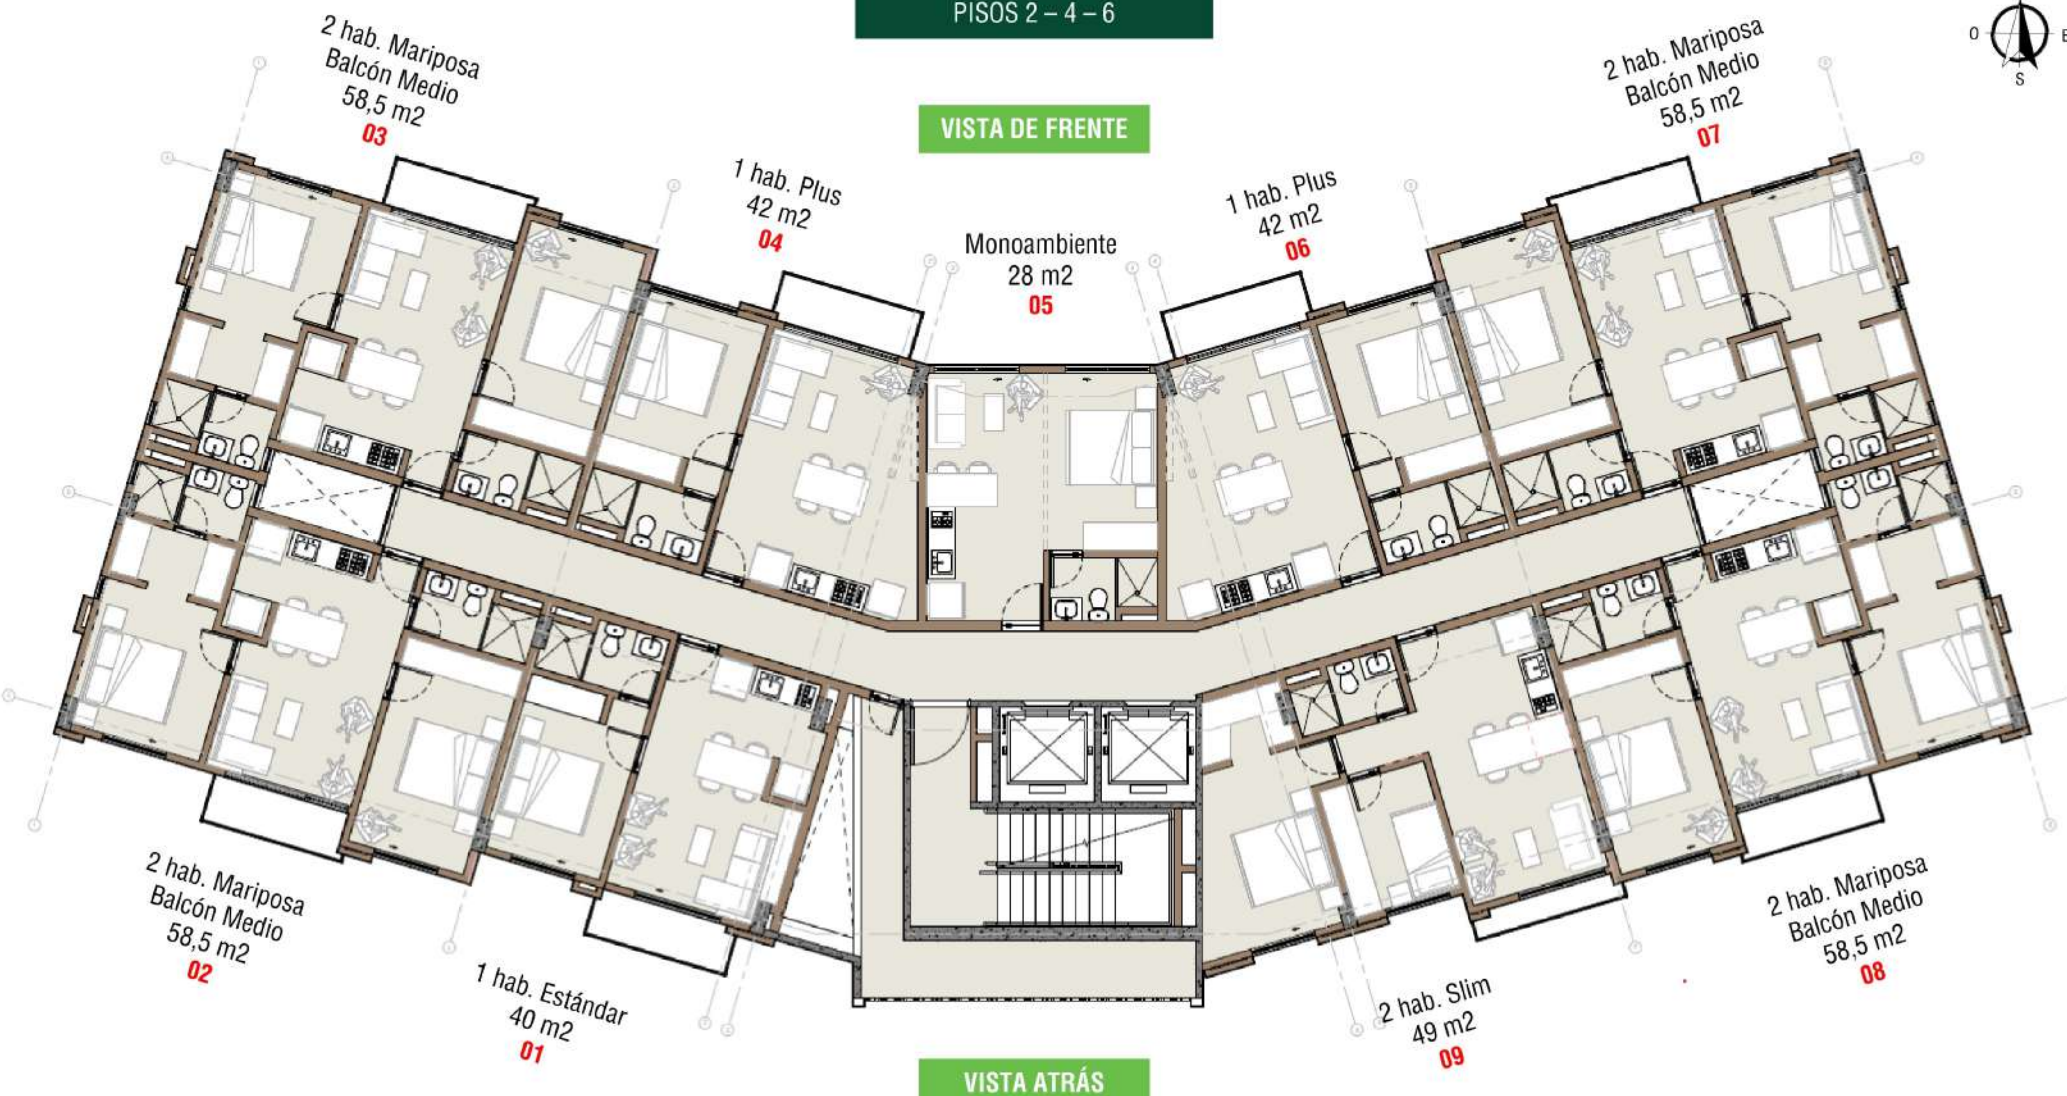 PISOS 2 – 4 – 6
O
E
S
VISTA DE FRENTE
2 hab. Mariposa
Balcón Medio
58,5 m2
03
1 hab. Plus
42 m2
04
Monoambiente
28 m2
05
1 hab. Plus
42 m2
06
2 hab. Mariposa
Balcón Medio
58,5 m2
07
2 hab. Mariposa
Balcón Medio
58,5 m2
02
1 hab. Estándar
40 m2
01
2 hab. Slim
49 m2
09
2 hab. Mariposa
Balcón Medio
58,5 m2
08
VISTA ATRÁS